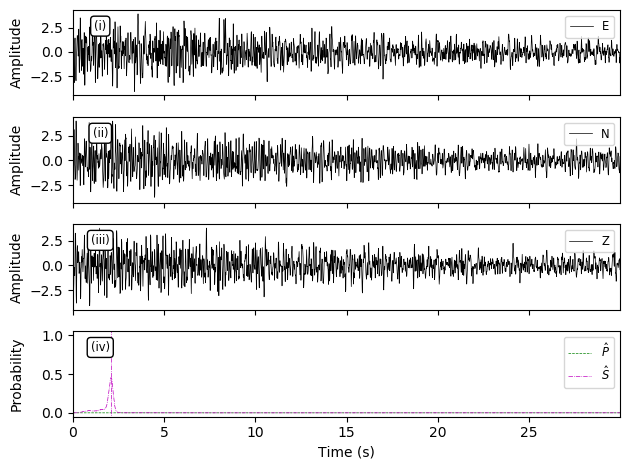 Amplitude
2.5
0.0
−2.5
(i)
E
Amplitude
2.5
0.0
−2.5
(ii)
N
Amplitude
2.5
0.0
−2.5
(iii)
Z
Probability
1.0
0.5
0.0
(iv)
P̂
Ŝ
0 5 10 15 20 25
Time (s)